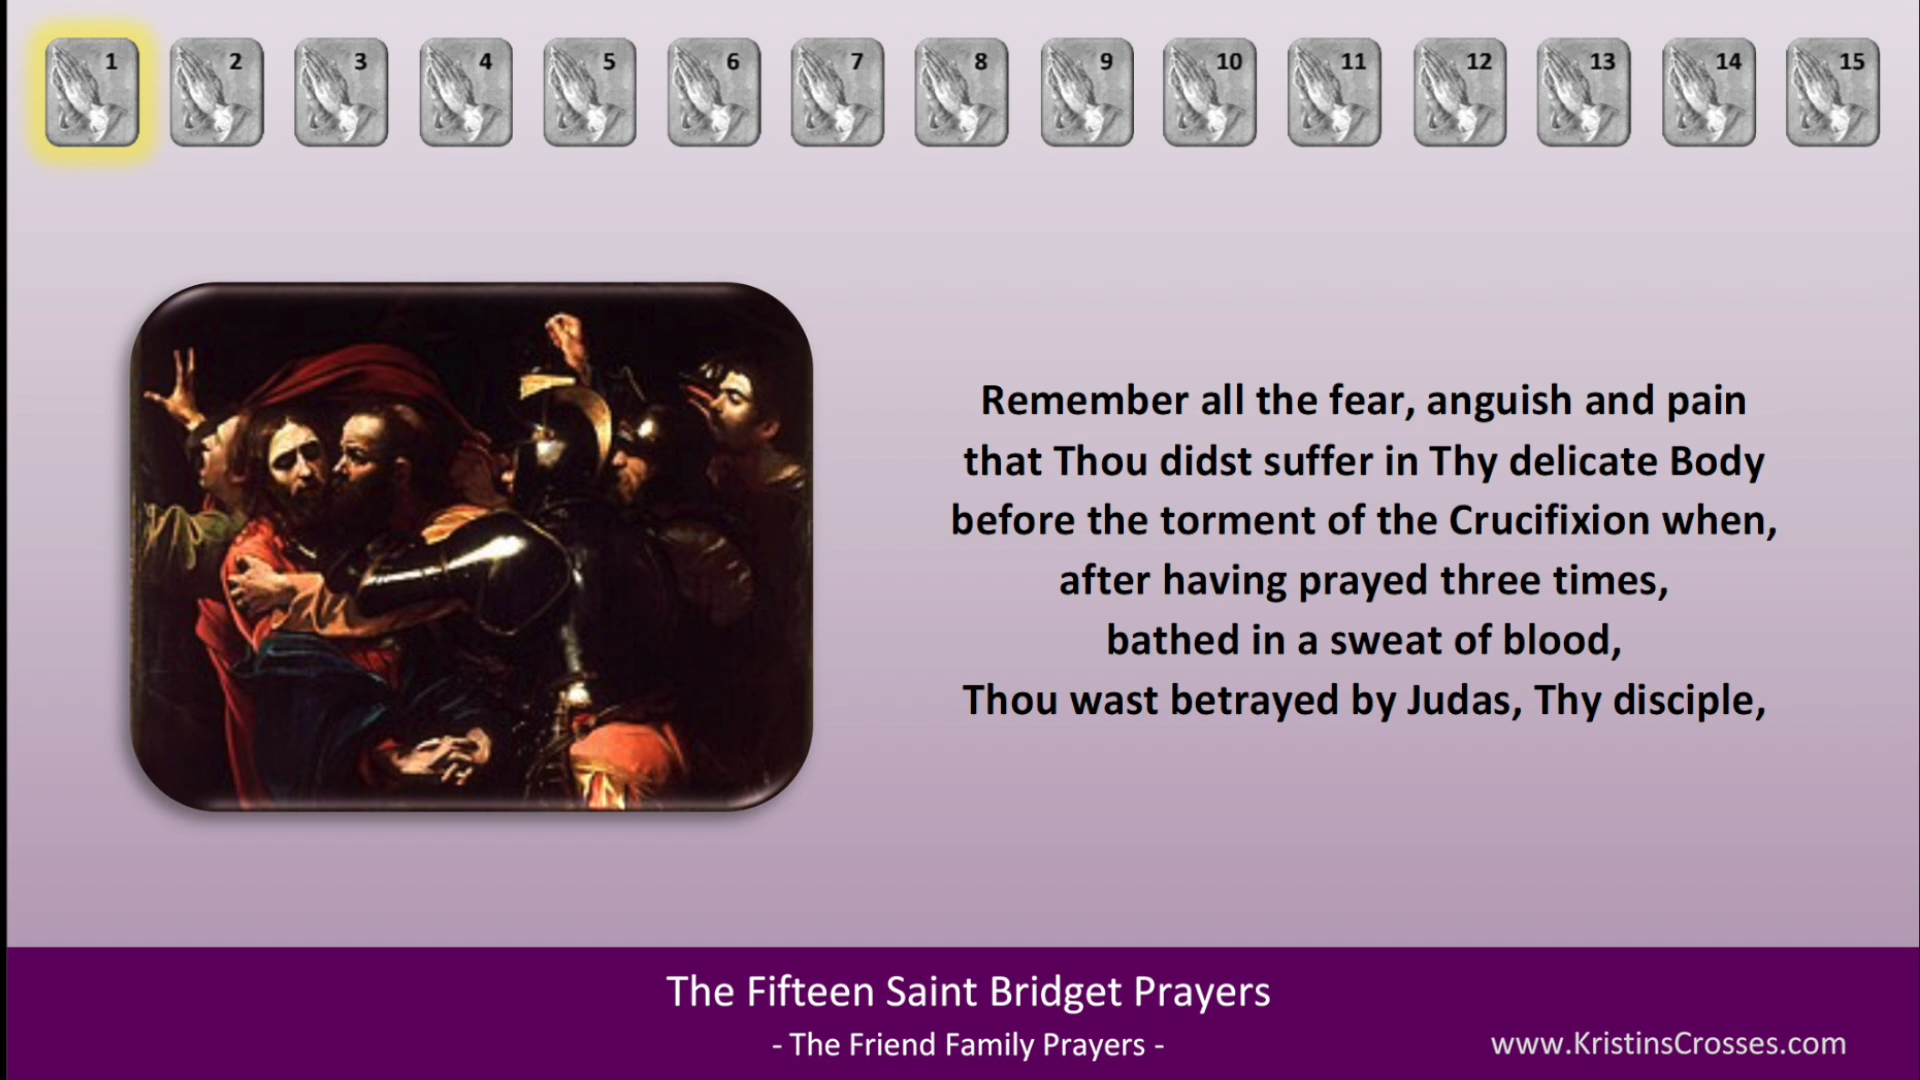 1 2 3 4 5 6 7 8 9 10 11 12 13 14 15
Remember all the fear, anguish and pain
that Thou didst suffer in Thy delicate Body
before the torment of the Crucifixion when,
after having prayed three times,
bathed in a sweat of blood,
Thou wast betrayed by Judas, Thy disciple,
The Fifteen Saint Bridget Prayers
- The Friend Family Prayers -
www.KristinsCrosses.com